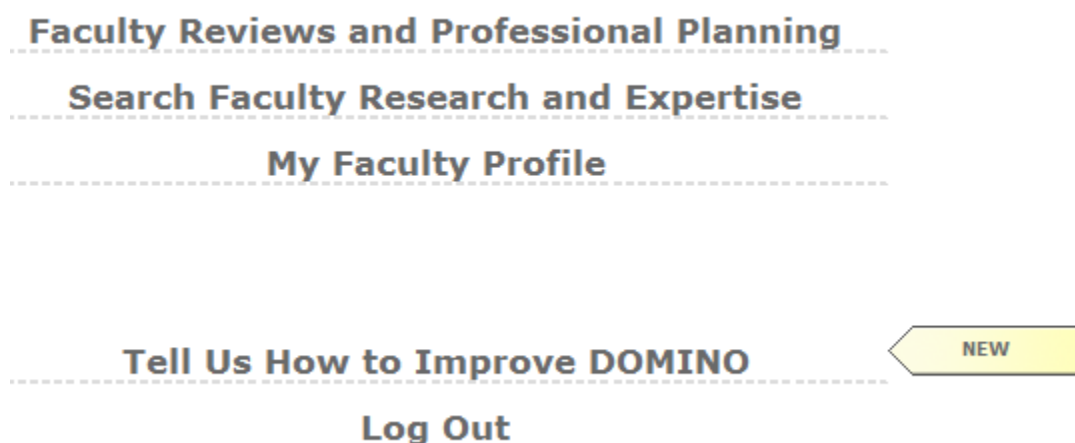 Faculty Reviews and Professional Planning
Search Faculty Research and Expertise
My Faculty Profile
Tell Us How to Improve DOMINO
NEW
Log Out